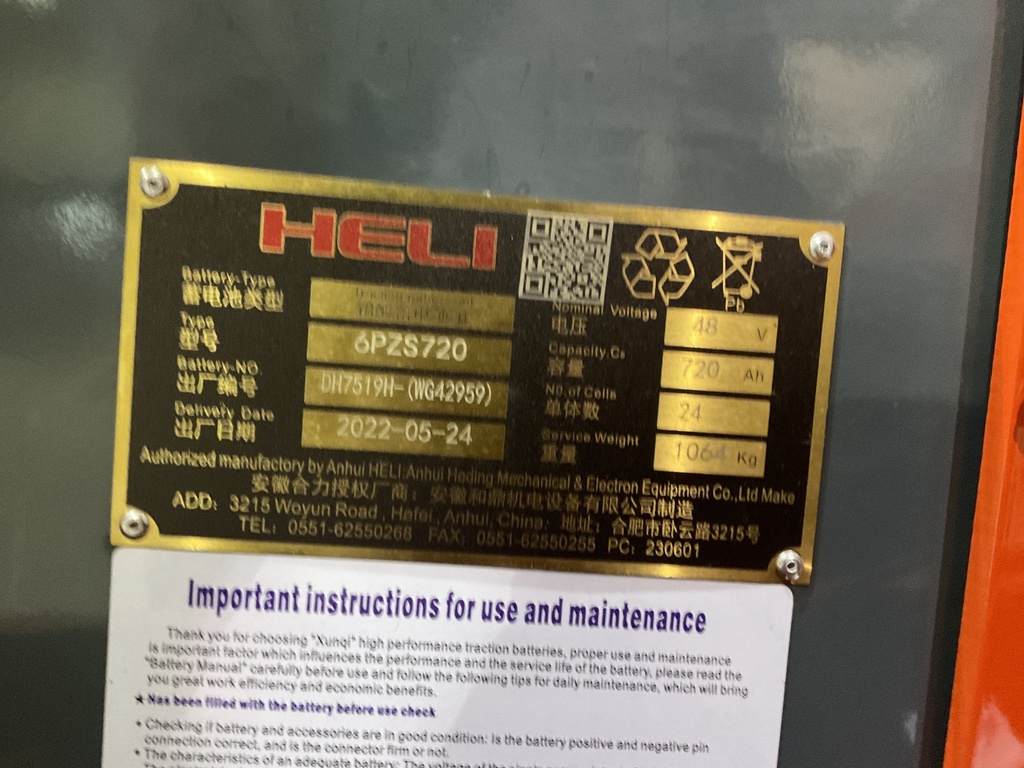 HELI
Battery-Type
蓄电池类型
Type
型号
6PZS720
Battery-NO.
出厂编号
DH7519H-(WG42959)
Delivery Date
出厂日期
2022-05-24
Pb
Nominal Voltage
电压
48 V
Capacity.C5
容量
720 Ah
NO.of Cells
单体数
24
Service Weight
重量
1064 Kg
Authorized manufactory by Anhui HELI:Anhui Heding Mechanical & Electron Equipment Co.,Ltd Make
安徽合力授权厂商：安徽和鼎机电设备有限公司制造
ADD: 3215 Woyun Road, Hefei, Anhui, China; 地址：合肥市卧云路3215号
TEL: 0551-62550268 FAX: 0551-62550255 PC: 230601
Important instructions for use and maintenance
Thank you for choosing "Xunqi" high performance traction batteries, proper use and maintenance
is important factor which influences the performance and the service life of the battery, please read the
"Battery Manual" carefully before use and follow the following tips for daily maintenance, which will bring
you great work efficiency and economic benefits.
★Has been filled with the battery before use check
• Checking if battery and accessories are in good condition: Is the battery positive and negative pin
connection correct, and is the connector firm or not.
• The characteristics of an adequate battery: The voltage of the